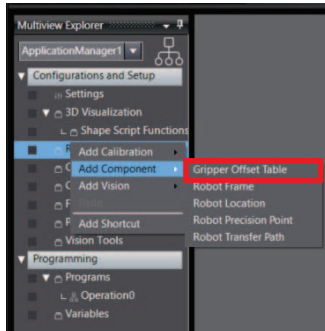 Multiview Explorer
ApplicationManager1
Configurations and Setup
Settings
3D Visualization
Shape Script Functions
R
Add Calibration
C
Add Component
Gripper Offset Table
C
Add Vision
Robot Frame
F
Robot Location
P
Add Shortcut
Robot Precision Point
Vision Tools
Robot Transfer Path
Programming
Programs
Operation0
Variables